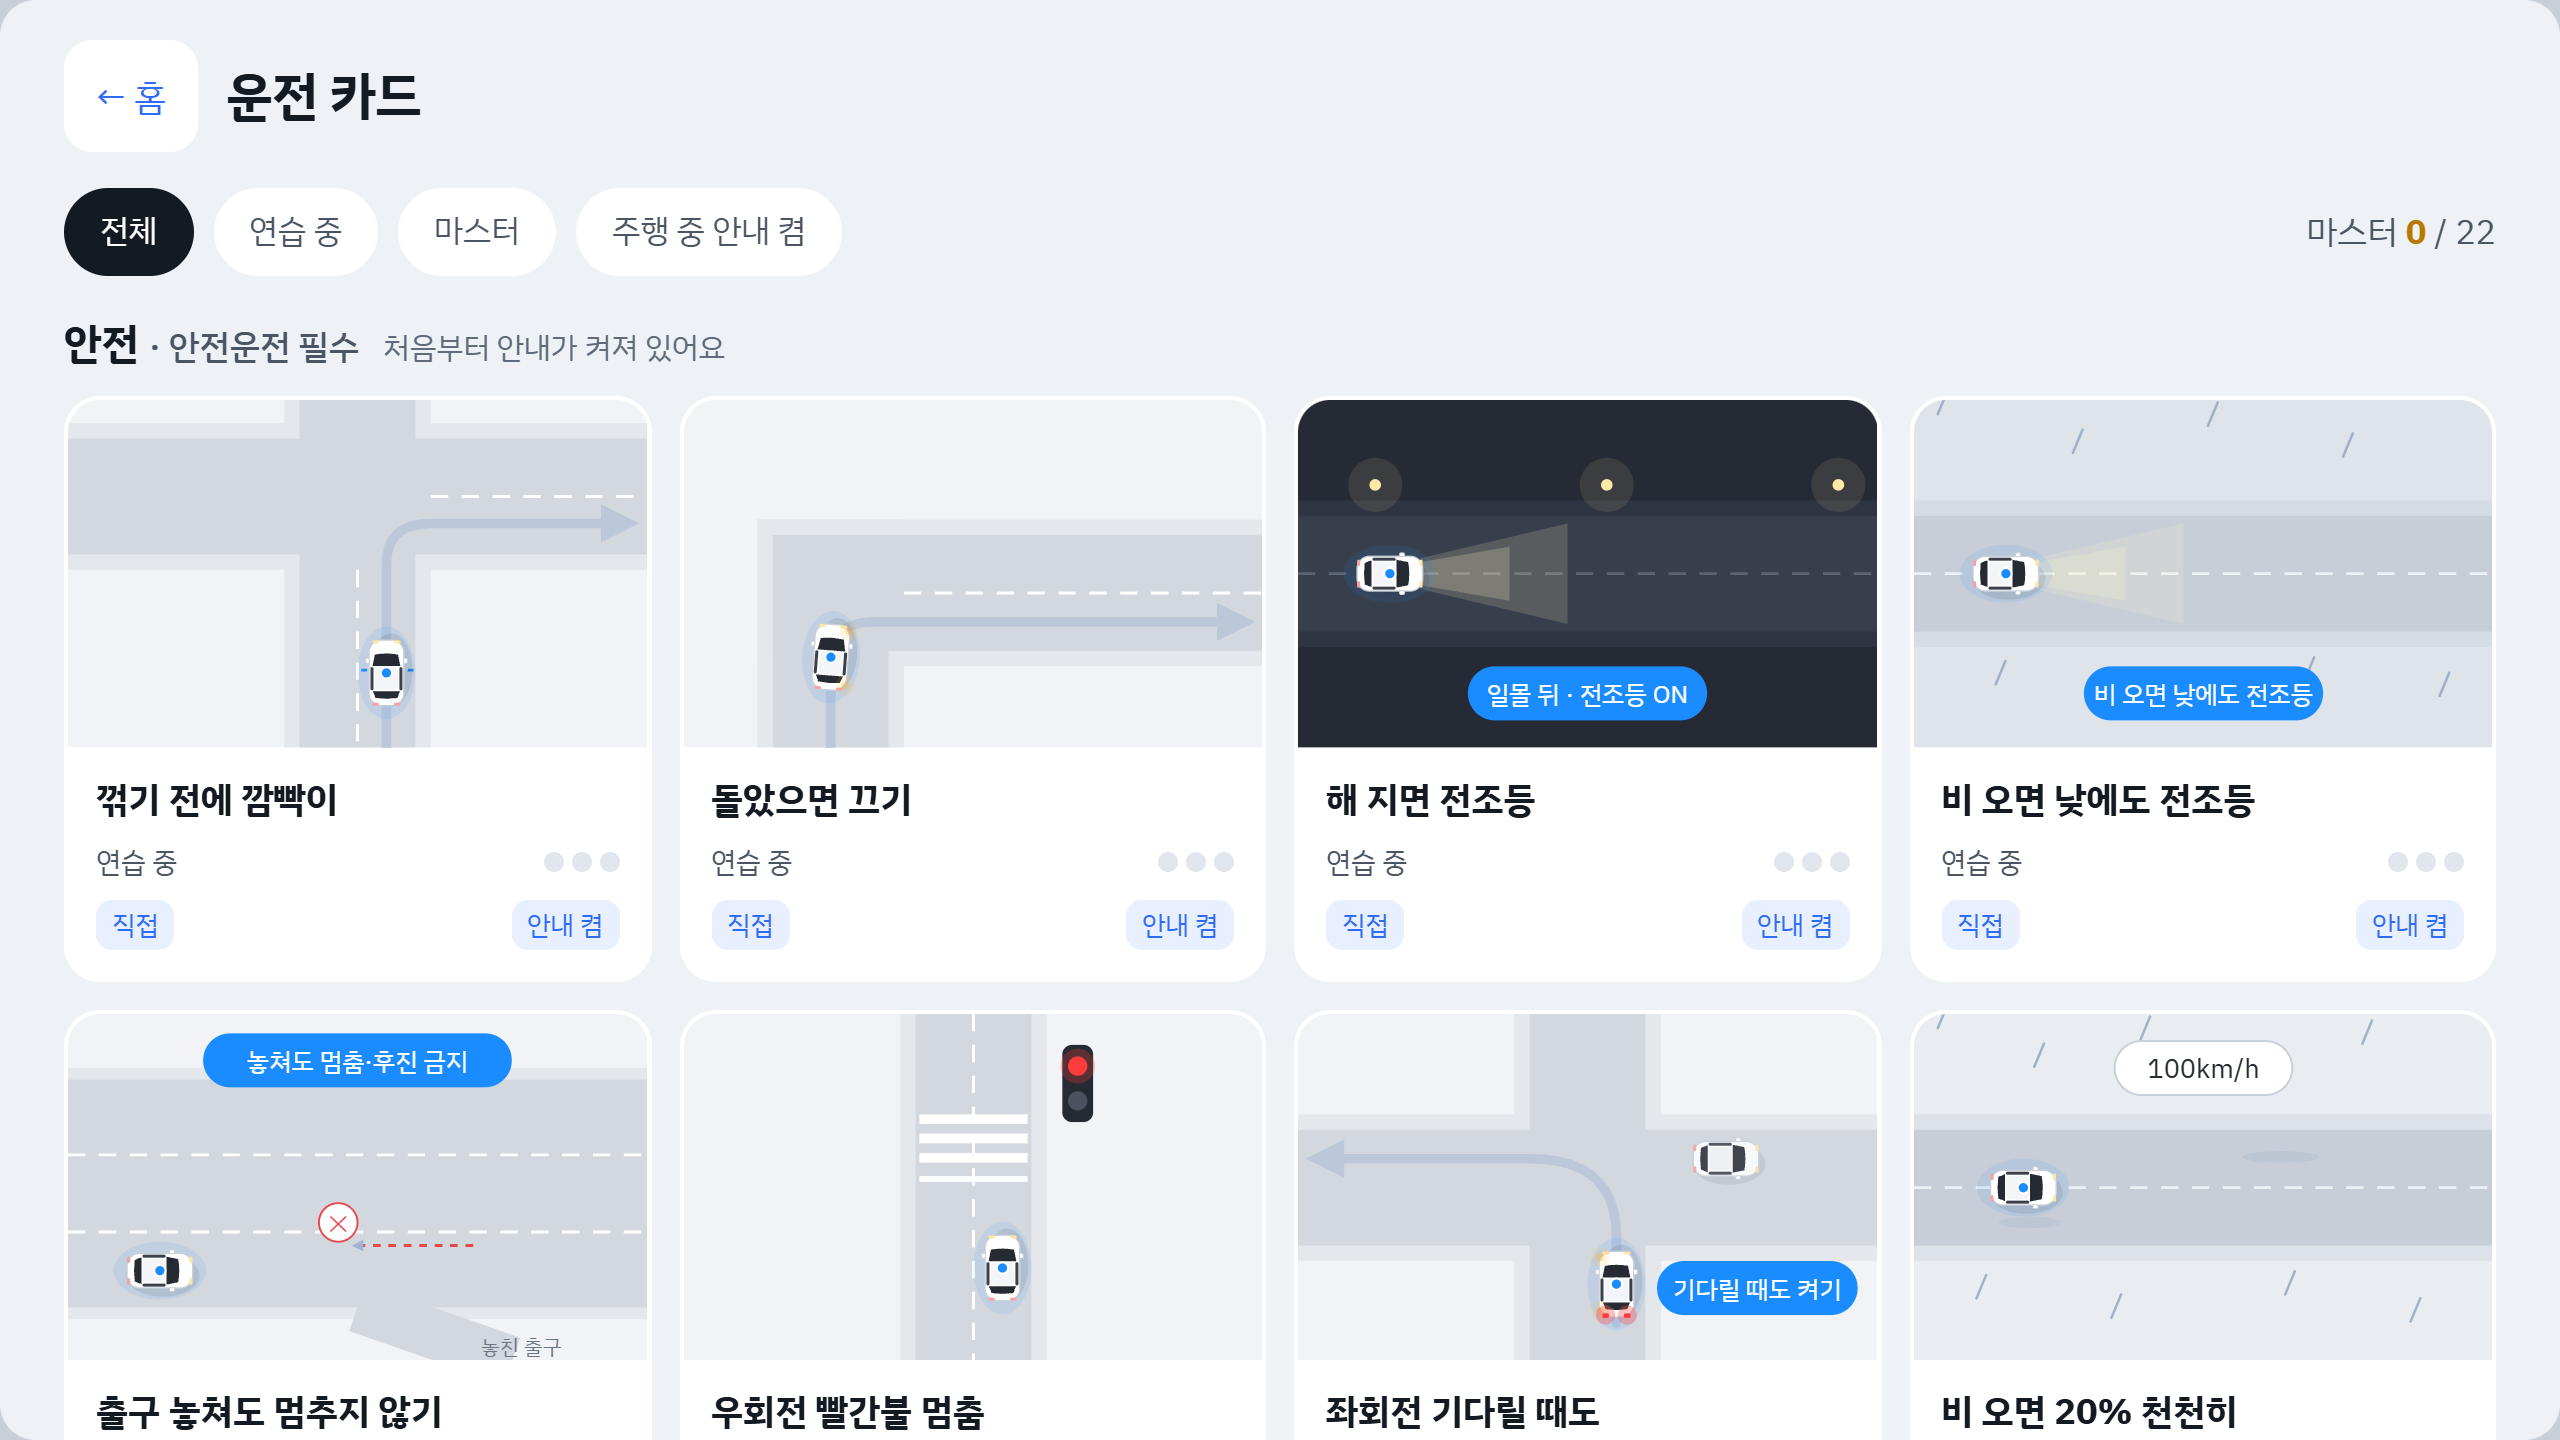 ← 홈
운전 카드
전체
연습 중
마스터
주행 중 안내 켬
마스터 0 / 22
안전 · 안전운전 필수 처음부터 안내가 켜져 있어요
일몰 뒤 · 전조등 ON
비 오면 낮에도 전조등
꺾기 전에 깜빡이
연습 중
직접
안내 켬
돌았으면 끄기
연습 중
직접
안내 켬
해 지면 전조등
연습 중
직접
안내 켬
비 오면 낮에도 전조등
연습 중
직접
안내 켬
놓쳐도 멈춤·후진 금지
놓친 출구
출구 놓쳐도 멈추지 않기
우회전 빨간불 멈춤
기다릴 때도 켜기
좌회전 기다릴 때도
100km/h
비 오면 20% 천천히